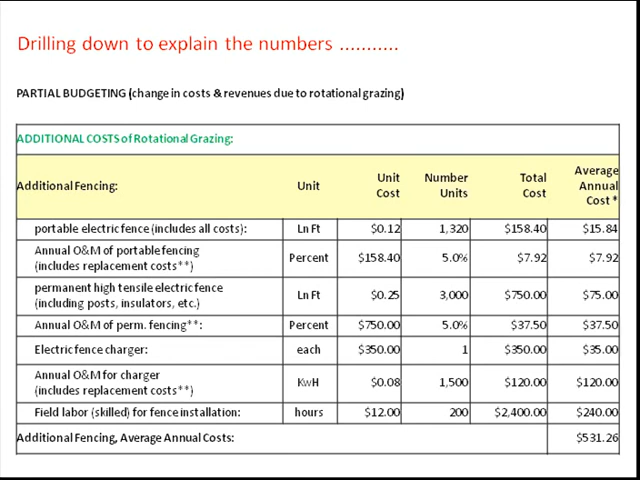 Drilling down to explain the numbers ...........
PARTIAL BUDGETING (change in costs & revenues due to rotational grazing)
ADDITIONAL COSTS of Rotational Grazing:
Additional Fencing: Unit Unit Cost Number Units Total Cost Average Annual Cost *
portable electric fence (includes all costs): Ln Ft $0.12 1,320 $158.40 $15.84
Annual O&M of portable fencing
(includes replacement costs**) Percent $158.40 5.0% $7.92 $7.92
permanent high tensile electric fence
(including posts, insulators, etc.) Ln Ft $0.25 3,000 $750.00 $75.00
Annual O&M of perm. fencing**: Percent $750.00 5.0% $37.50 $37.50
Electric fence charger: each $350.00 1 $350.00 $35.00
Annual O&M for charger
(includes replacement costs**) KwH $0.08 1,500 $120.00 $120.00
Field labor (skilled) for fence installation: hours $12.00 200 $2,400.00 $240.00
Additional Fencing, Average Annual Costs: $531.26